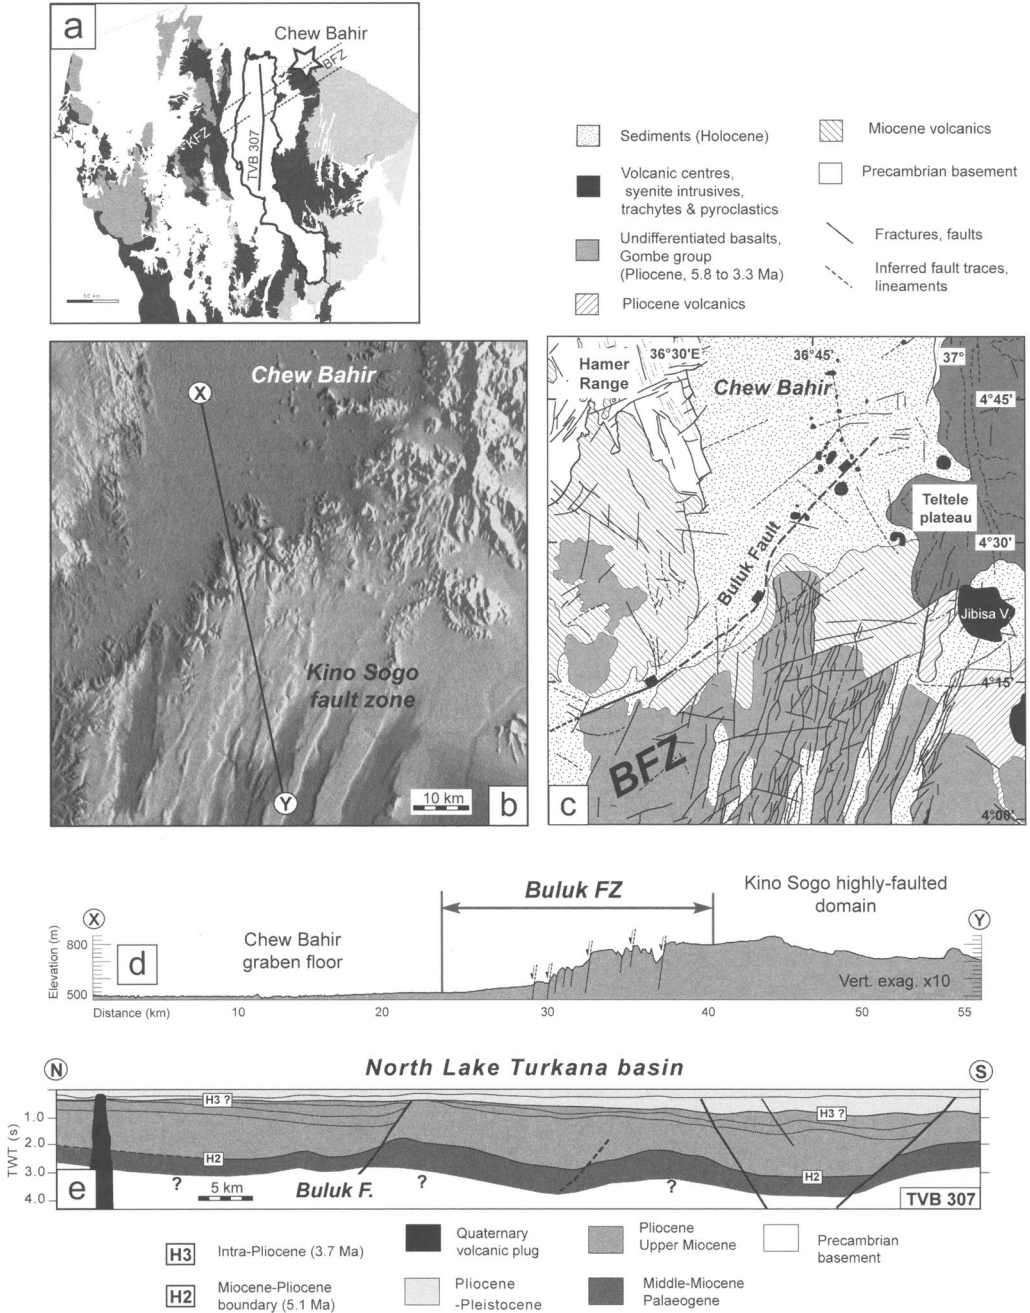 a
Chew Bahir
BFZ
KFZ
TVB 307
50 km
Sediments (Holocene)
Volcanic centres,
syenite intrusives,
trachytes & pyroclastics
Undifferentiated basalts,
Gombe group
(Pliocene, 5.8 to 3.3 Ma)
Pliocene volcanics
Miocene volcanics
Precambrian basement
Fractures, faults
Inferred fault traces,
lineaments
X
Chew Bahir
Kino Sogo
fault zone
Y
10 km
b
Hamer
Range
36°30'E
36°45'
37°
Chew Bahir
4°45'
Teltele
plateau
4°30'
Buluk Fault
Jibisa V.
4°15'
BFZ
4°00'
c
Buluk FZ
Kino Sogo highly-faulted
domain
X
Y
Elevation (m)
800
500
d
Chew Bahir
graben floor
Vert. exag. x10
Distance (km)
10
20
30
40
50
55
N
North Lake Turkana basin
S
TWT (s)
1.0
2.0
3.0
4.0
H3 ?
H3 ?
H2
H2
e
?
5 km
Buluk F.
?
?
TVB 307
H3
Intra-Pliocene (3.7 Ma)
H2
Miocene-Pliocene
boundary (5.1 Ma)
Quaternary
volcanic plug
Pliocene
-Pleistocene
Pliocene
Upper Miocene
Middle-Miocene
Palaeogene
Precambrian
basement